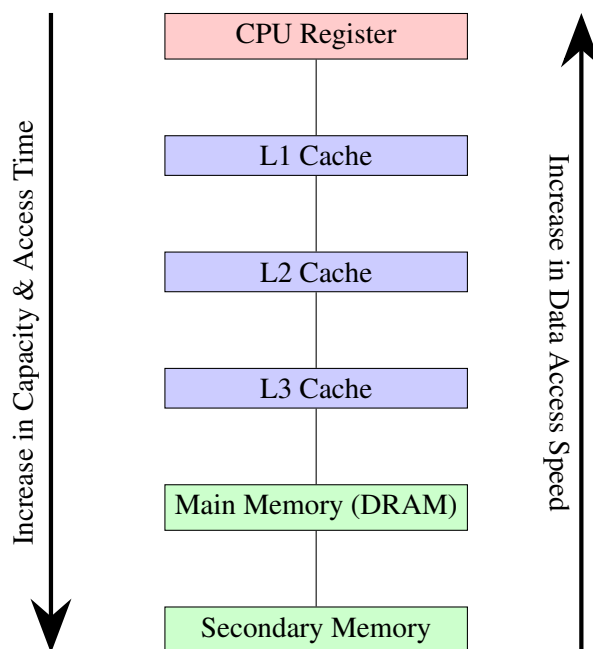 CPU Register
L1 Cache
L2 Cache
L3 Cache
Main Memory (DRAM)
Secondary Memory
Increase in Capacity & Access Time
Increase in Data Access Speed